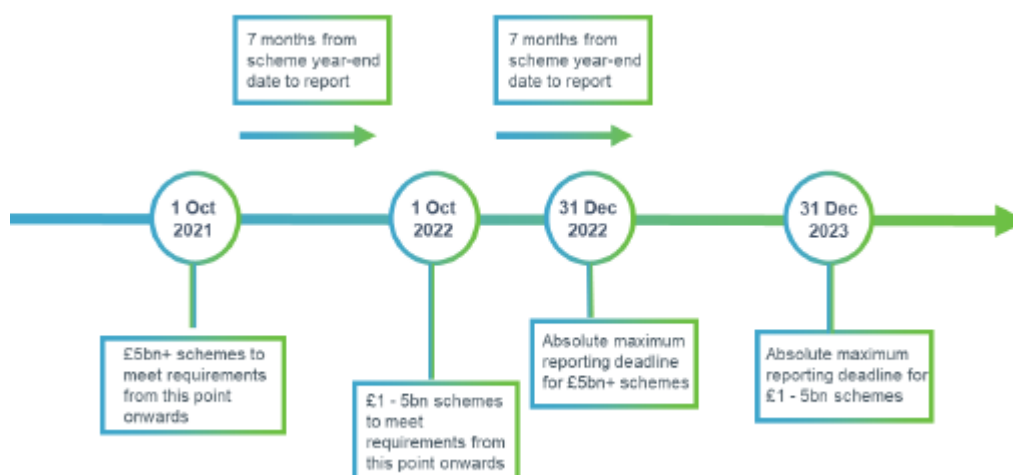 7 months from
scheme year-end
date to report
7 months from
scheme year-end
date to report
1 Oct
2021
1 Oct
2022
31 Dec
2022
31 Dec
2023
£5bn+ schemes to
meet requirements
from this point
onwards
£1 - 5bn schemes
to meet
requirements from
this point onwards
Absolute maximum
reporting deadline
for £5bn+ schemes
Absolute maximum
reporting deadline for
£1 - 5bn schemes